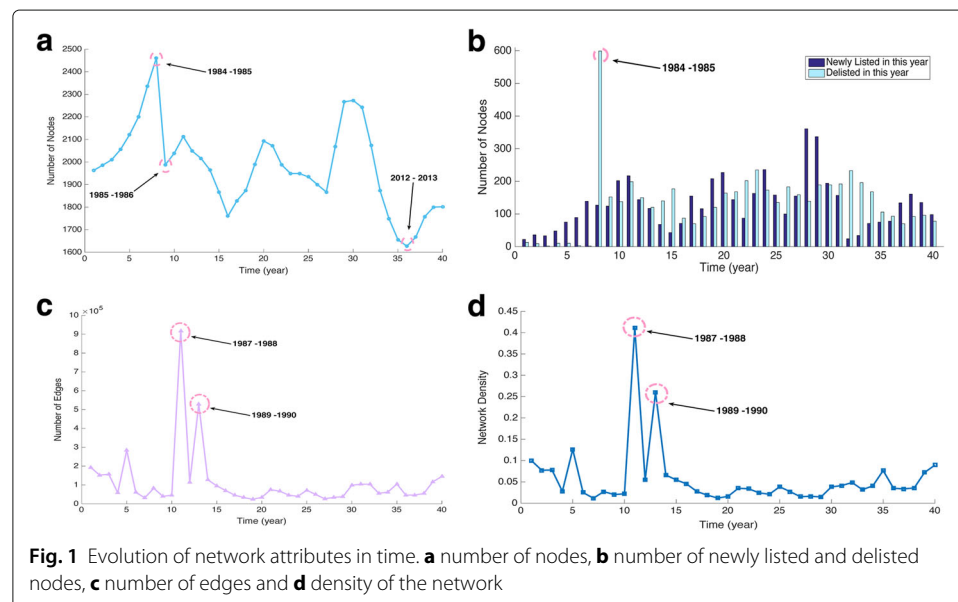 a
2500
2400
2300
2200
2100
2000
1900
1800
1700
1600
Number of Nodes
1984 -1985
1985 -1986
2012 - 2013
0 5 10 15 20 25 30 35 40
Time (year)
b
600
500
400
300
200
100
0
Number of Nodes
1984 -1985
Newly Listed in this year
Delisted in this year
0 5 10 15 20 25 30 35 40
Time (year)
c
×10⁵
10
9
8
7
6
5
4
3
2
1
0
Number of Edges
1987 -1988
1989 -1990
0 5 10 15 20 25 30 35 40
Time (year)
d
0.45
0.4
0.35
0.3
0.25
0.2
0.15
0.1
0.05
0
Network Density
1987 -1988
1989 -1990
0 5 10 15 20 25 30 35 40
Time (year)
Fig. 1 Evolution of network attributes in time. a number of nodes, b number of newly listed and delisted
nodes, c number of edges and d density of the network